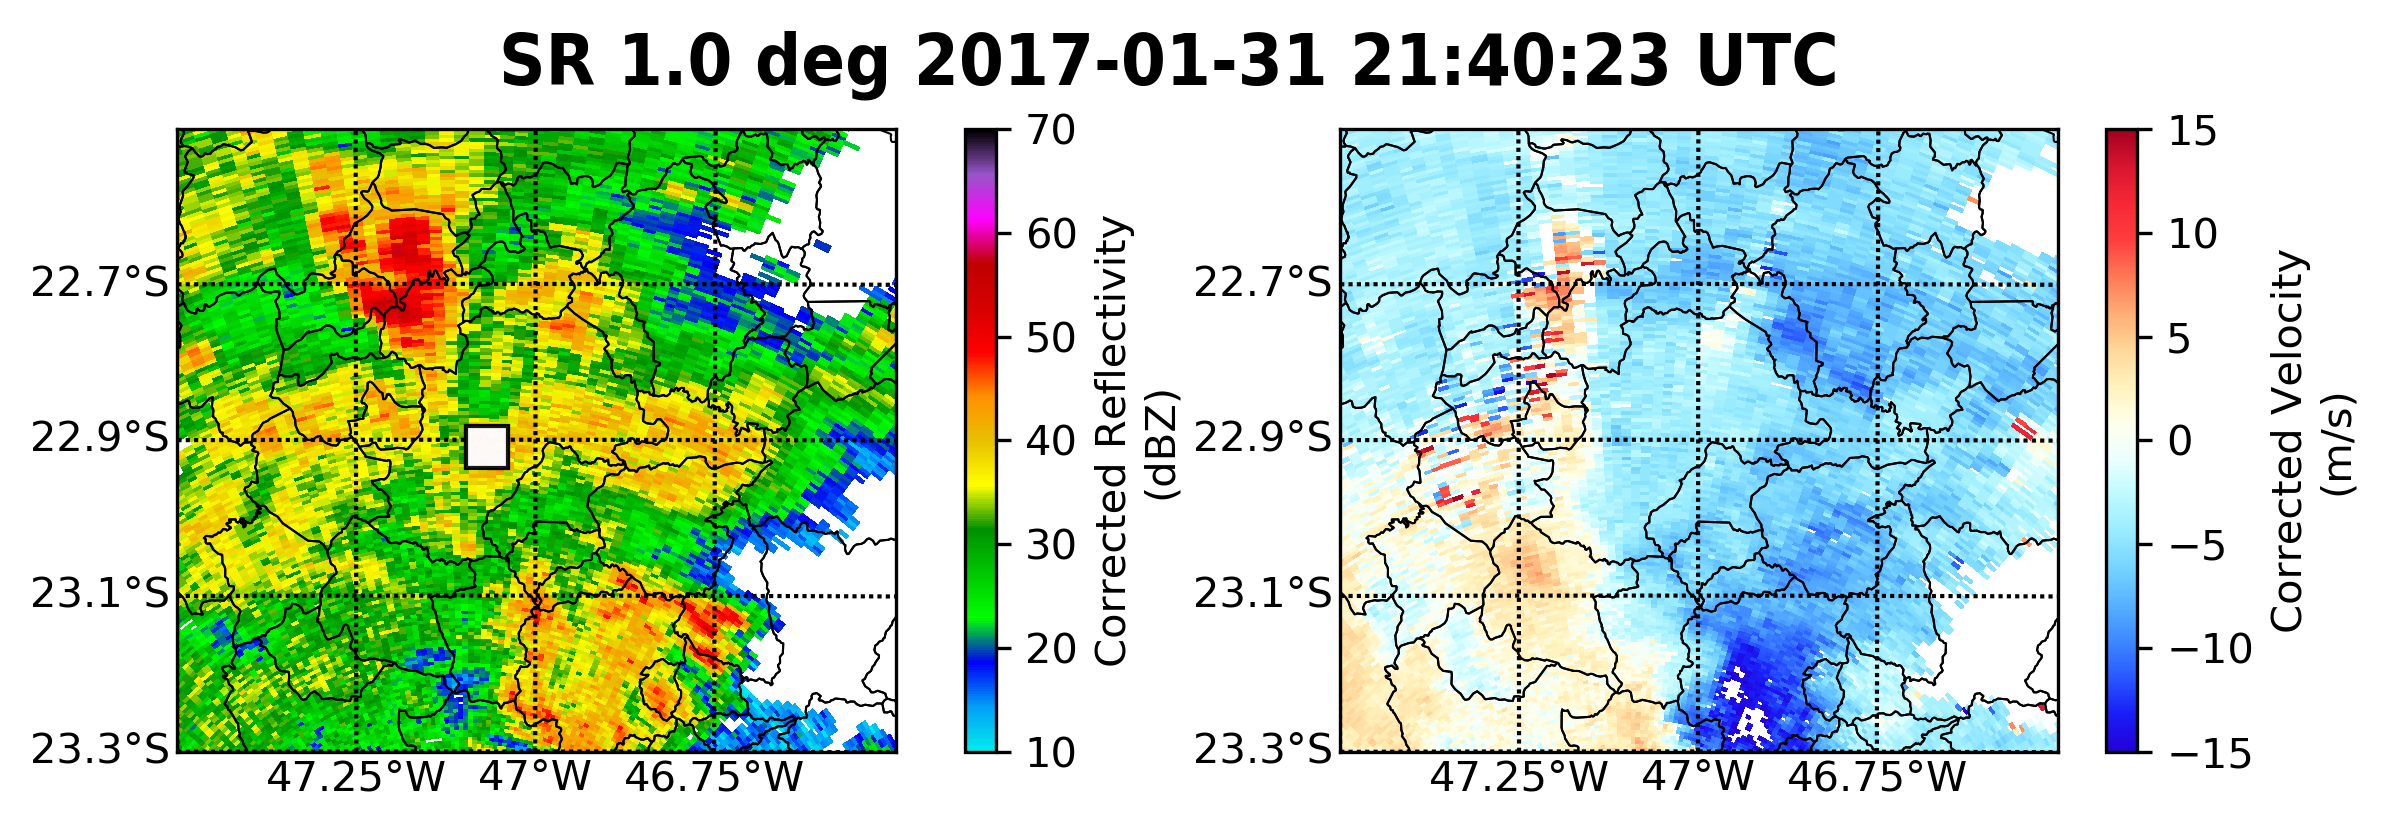 SR 1.0 deg 2017-01-31 21:40:23 UTC
22.7°S
22.9°S
23.1°S
23.3°S
47.25°W 47°W 46.75°W
70
60
50
40
30
20
10
Corrected Reflectivity
(dBZ)
22.7°S
22.9°S
23.1°S
23.3°S
47.25°W 47°W 46.75°W
15
10
5
0
−5
−10
−15
Corrected Velocity
(m/s)